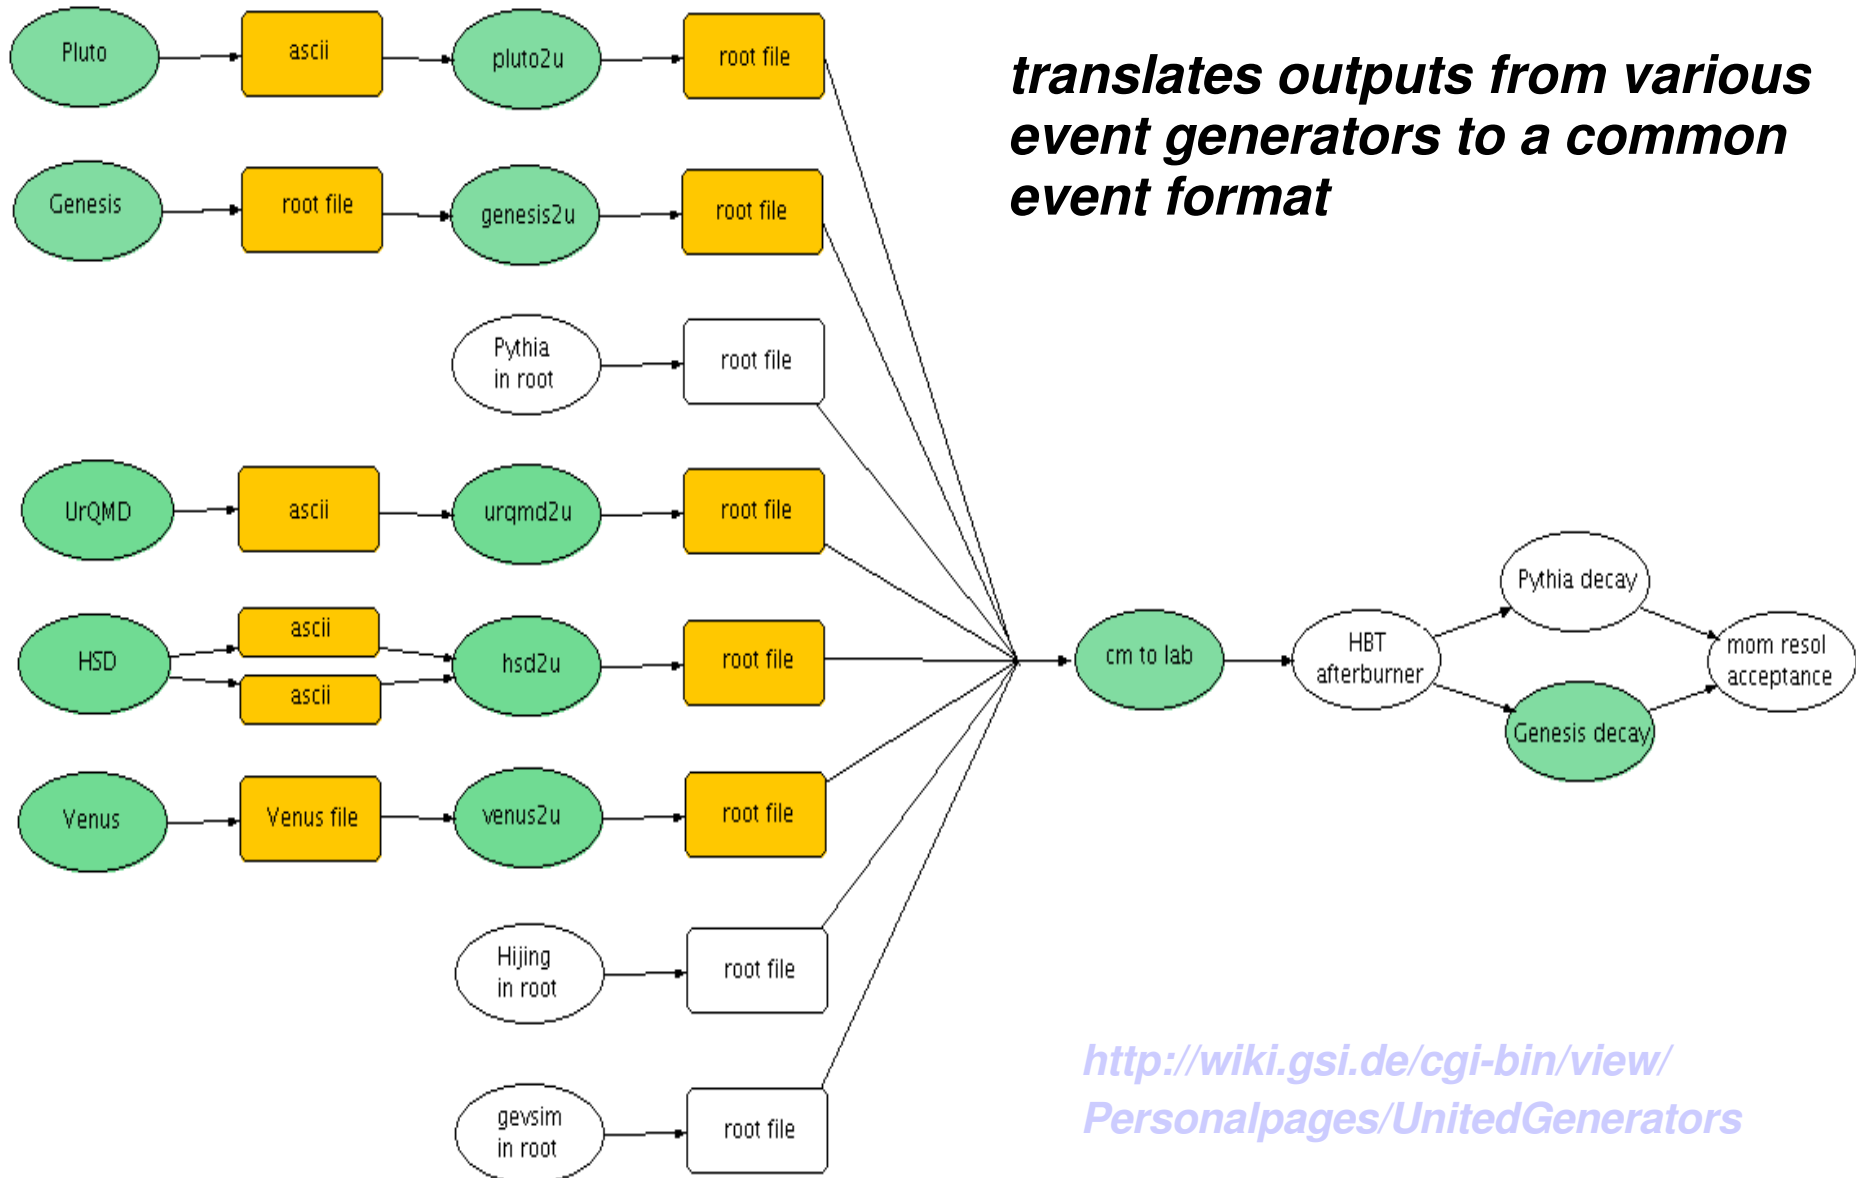 translates outputs from various
event generators to a common
event format
Pluto
ascii
pluto2u
root file
Genesis
root file
genesis2u
root file
Pythia
in root
root file
UrQMD
ascii
urqmd2u
root file
HSD
ascii
ascii
hsd2u
root file
Venus
Venus file
venus2u
root file
Hijing
in root
root file
gevsim
in root
root file
cm to lab
HBT
afterburner
Pythia decay
Genesis decay
mom resol
acceptance
http://wiki.gsi.de/cgi-bin/view/
Personalpages/UnitedGenerators